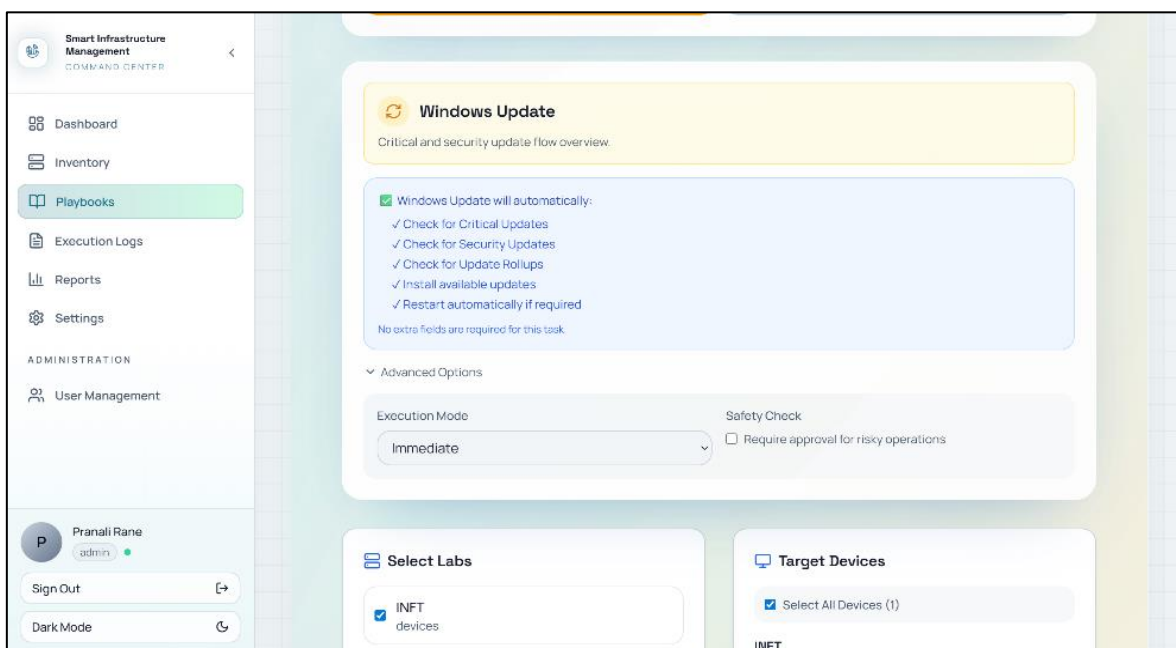 Smart Infrastructure
Management
COMMAND CENTER
Dashboard
Inventory
Playbooks
Execution Logs
Reports
Settings
ADMINISTRATION
User Management
P
Pranali Rane
admin
Sign Out
Dark Mode
Windows Update
Critical and security update flow overview.
✅ Windows Update will automatically:
✓ Check for Critical Updates
✓ Check for Security Updates
✓ Check for Update Rollups
✓ Install available updates
✓ Restart automatically if required
No extra fields are required for this task.
Advanced Options
Execution Mode
Immediate
Safety Check
Require approval for risky operations
Select Labs
INFT
devices
Target Devices
Select All Devices (1)
INFT